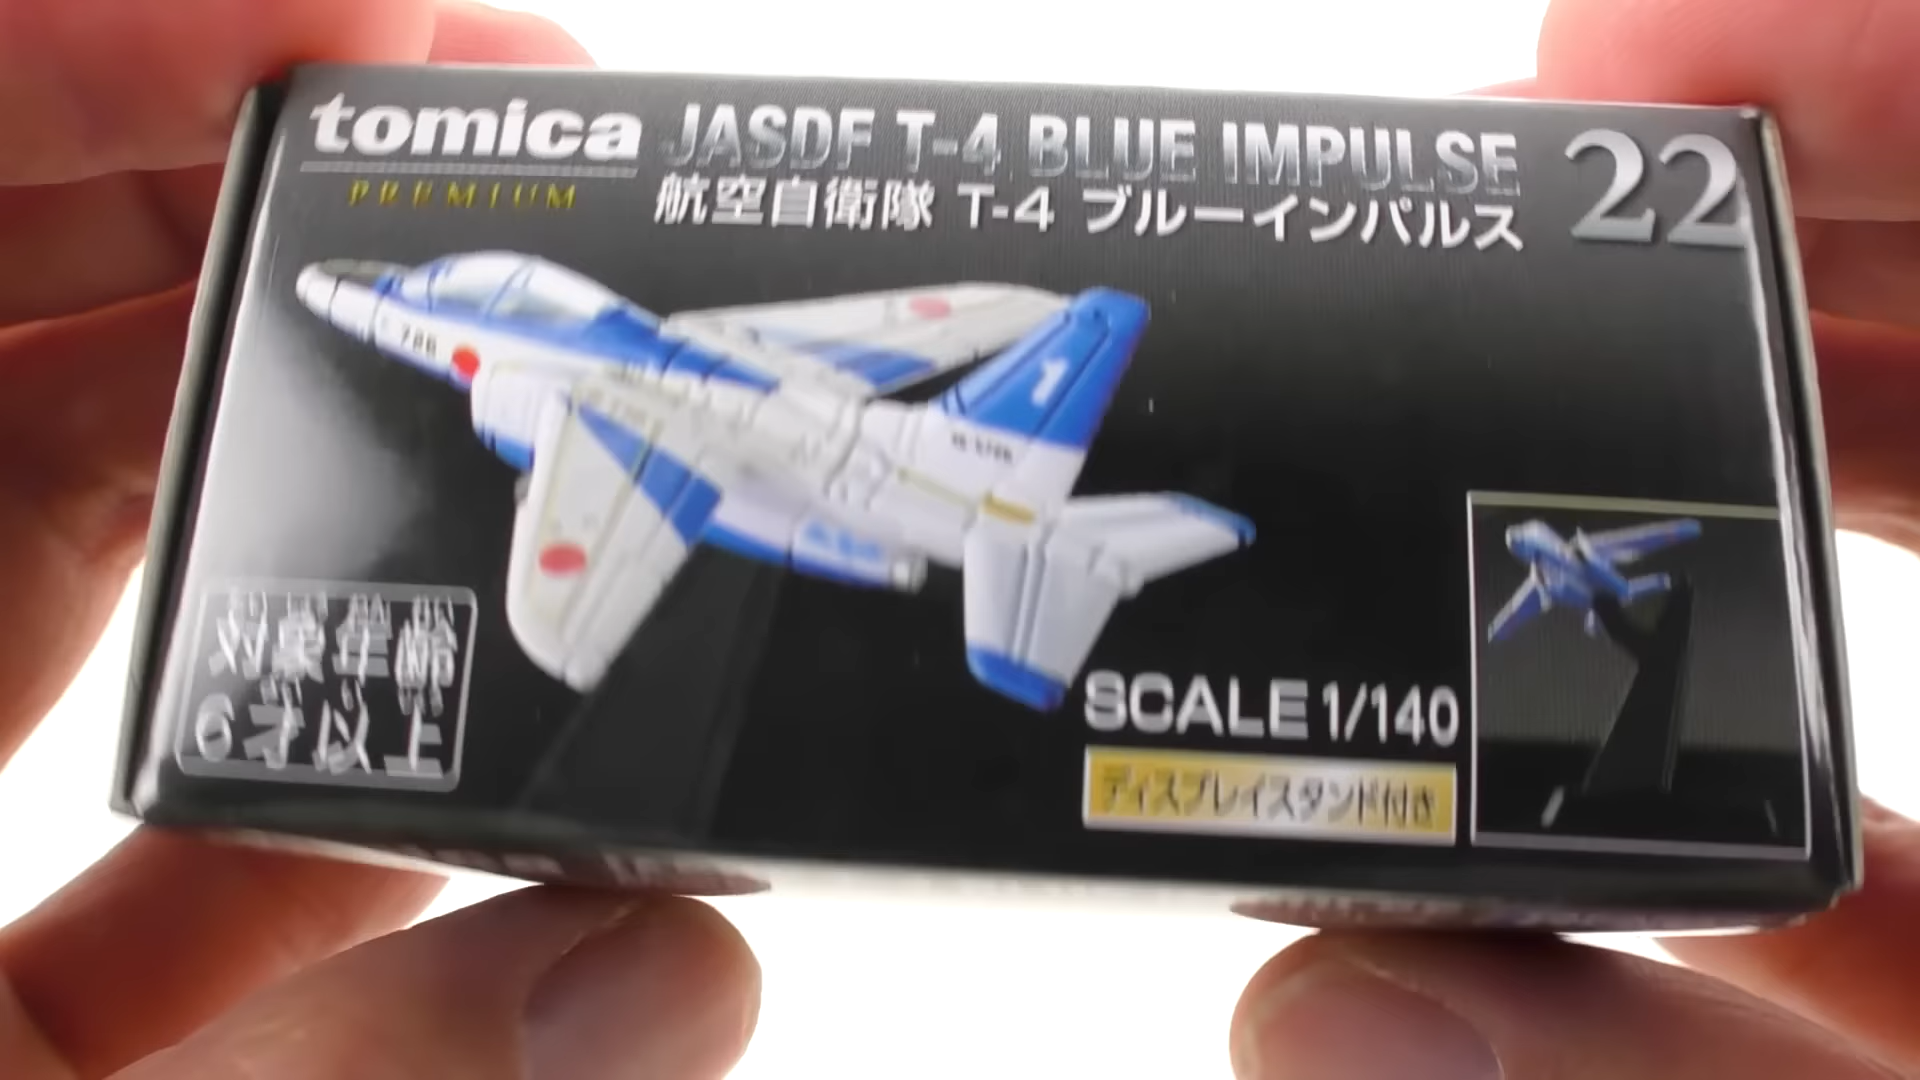 tomica
PREMIUM
JASDF T-4 BLUE IMPULSE
航空自衛隊 T-4 ブルーインパルス
22
726
1
SCALE 1/140
ディスプレイスタンド付き
対象年齢
6才以上